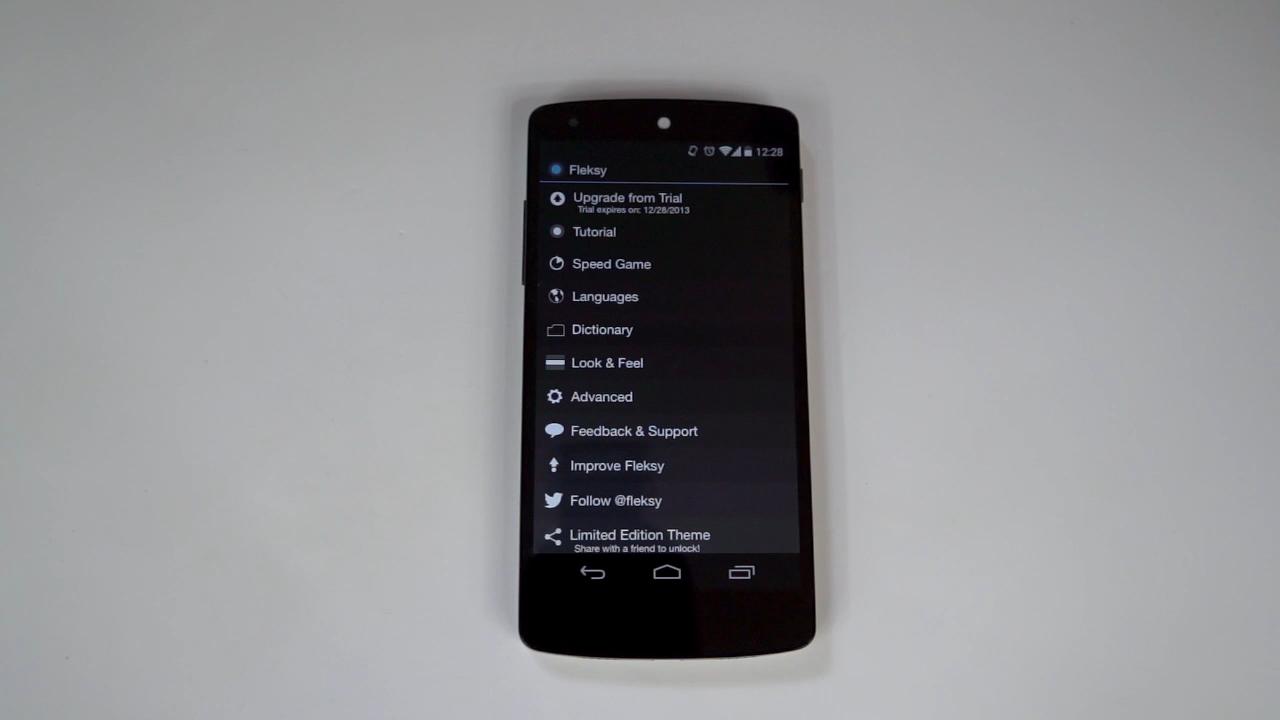 12:28
Fleksy
Upgrade from Trial
Trial expires on: 12/28/2013
Tutorial
Speed Game
Languages
Dictionary
Look & Feel
Advanced
Feedback & Support
Improve Fleksy
Follow @fleksy
Limited Edition Theme
Share with a friend to unlock!